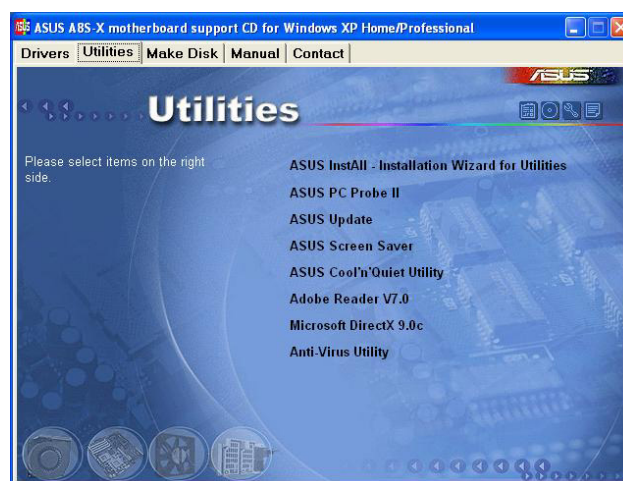 ASUS A8S-X motherboard support CD for Windows XP Home/Professional
Drivers Utilities Make Disk Manual Contact
ASUS
Utilities
Please select items on the right
side.
ASUS InstAll - Installation Wizard for Utilities
ASUS PC Probe II
ASUS Update
ASUS Screen Saver
ASUS Cool'n'Quiet Utility
Adobe Reader V7.0
Microsoft DirectX 9.0c
Anti-Virus Utility